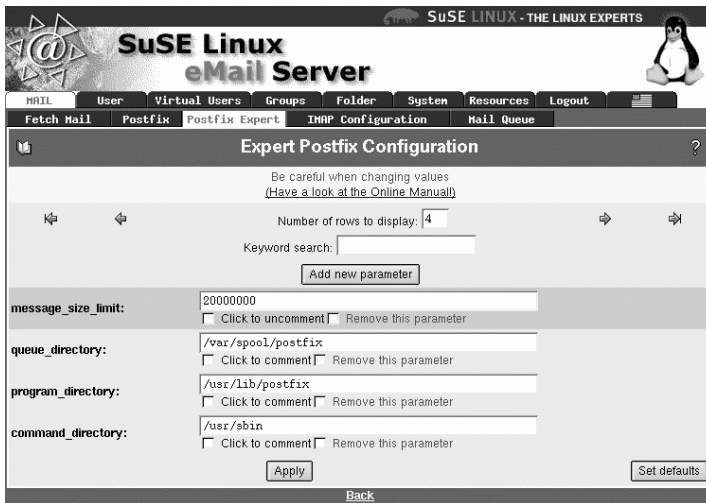 SuSE LINUX - THE LINUX EXPERTS
@
SuSE Linux
eMail Server
MAIL User Virtual Users Groups Folder System Resources Logout
Fetch Mail Postfix Postfix Expert IMAP Configuration Mail Queue
Expert Postfix Configuration ?
Be careful when changing values
(Have a look at the Online Manual!)
Number of rows to display: 4
Keyword search:
Add new parameter
message_size_limit: 20000000
Click to uncomment Remove this parameter
queue_directory: /var/spool/postfix
Click to comment Remove this parameter
program_directory: /usr/lib/postfix
Click to comment Remove this parameter
command_directory: /usr/sbin
Click to comment Remove this parameter
Apply Set defaults
Back